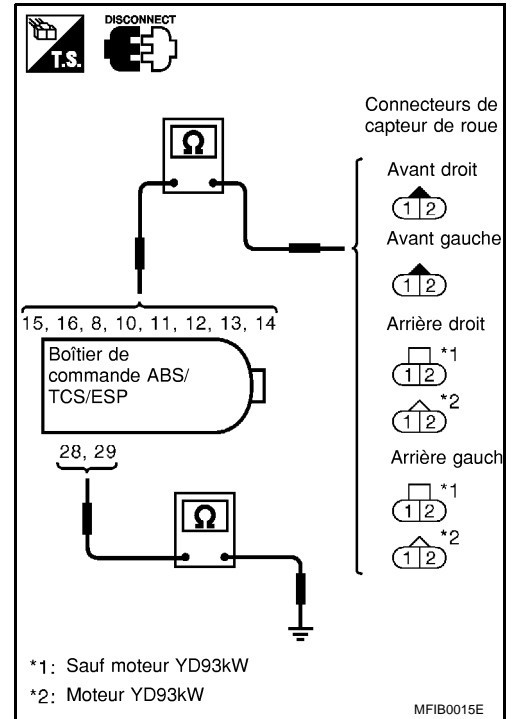 DISCONNECT
T.S.
Connecteurs de
capteur de roue
Ω
Avant droit
1 2
Avant gauche
1 2
15, 16, 8, 10, 11, 12, 13, 14
Arrière droit
*1
1 2
*2
1 2
Boîtier de
commande ABS/
TCS/ESP
28, 29
Arrière gauch
*1
1 2
*2
1 2
Ω
*1: Sauf moteur YD93kW
*2: Moteur YD93kW
MFIB0015E